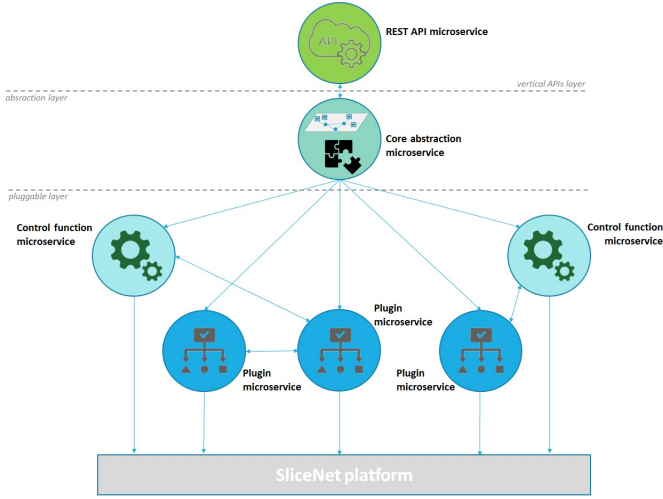 API
REST API microservice
vertical APIs layer
absraction layer
Core abstraction
microservice
pluggable layer
Control function
microservice
Control function
microservice
Plugin
microservice
Plugin
microservice
Plugin
microservice
SliceNet platform